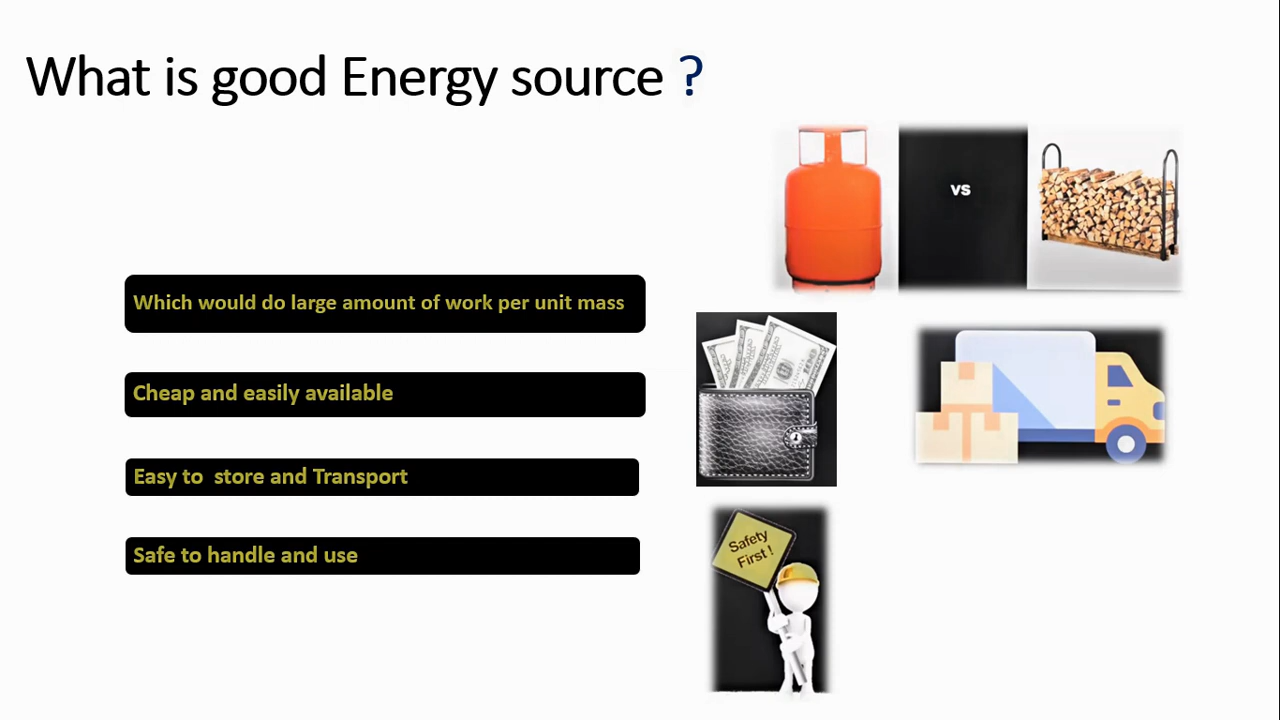 What is good Energy source ?
vs
Which would do large amount of work per unit mass
Cheap and easily available
Easy to  store and Transport
Safe to handle and use
Safety
First !